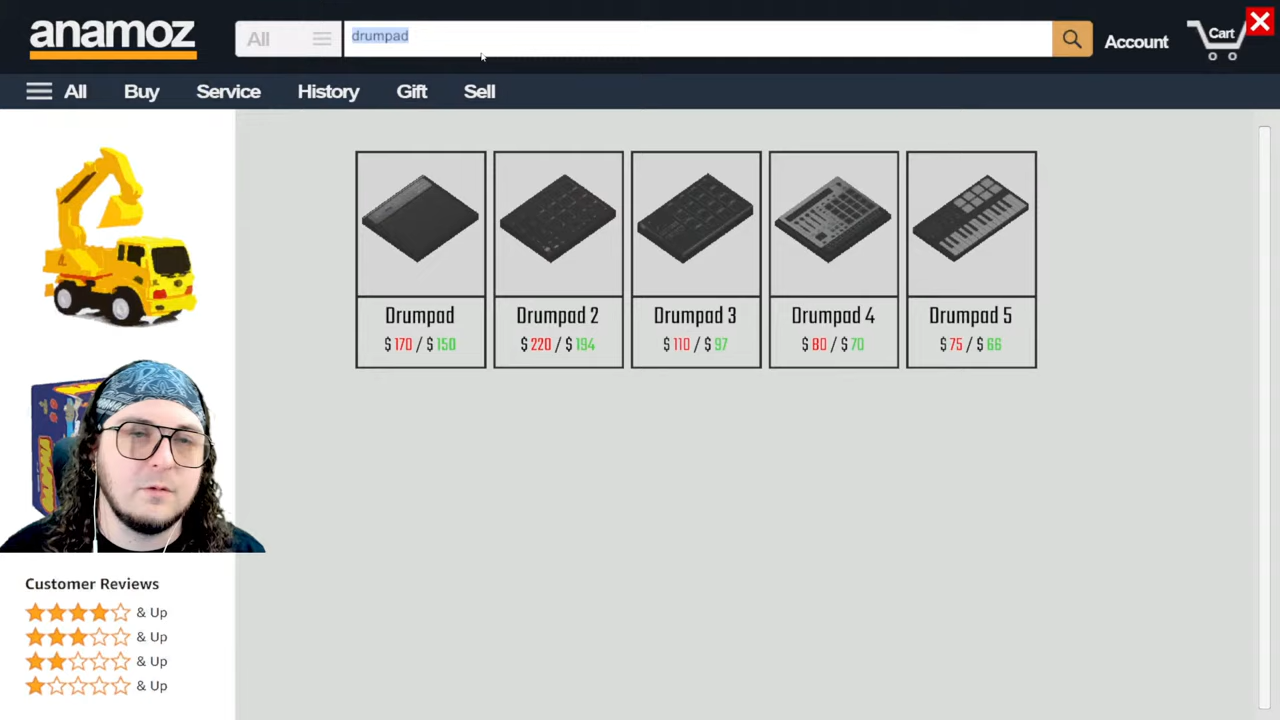 anamoz
All
drumpad
Account
Cart
All Buy Service History Gift Sell
Drumpad
$ 170 / $ 150
Drumpad 2
$ 220 / $ 194
Drumpad 3
$ 110 / $ 97
Drumpad 4
$ 80 / $ 70
Drumpad 5
$ 75 / $ 66
Customer Reviews
& Up
& Up
& Up
& Up